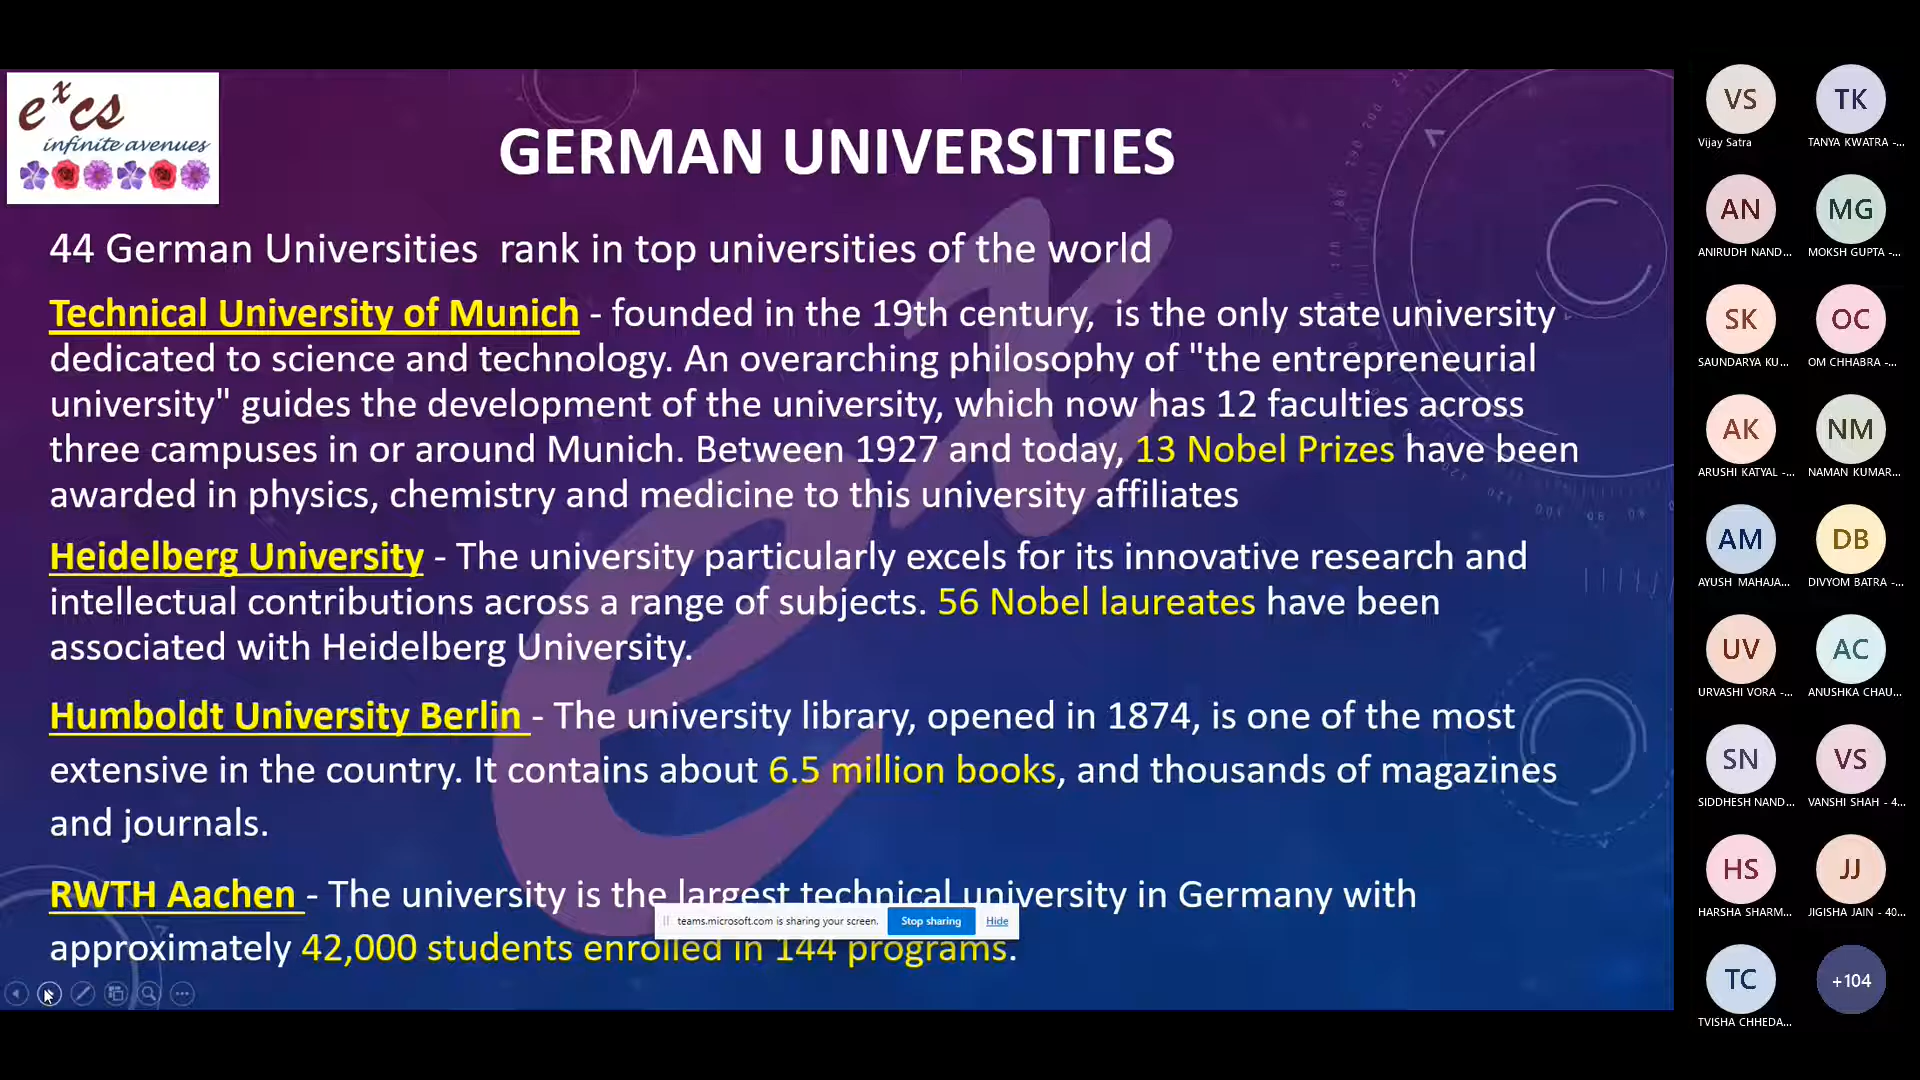 excs
infinite avenues
GERMAN UNIVERSITIES
44 German Universities  rank in top universities of the world
Technical University of Munich - founded in the 19th century,  is the only state university
dedicated to science and technology. An overarching philosophy of "the entrepreneurial
university" guides the development of the university, which now has 12 faculties across
three campuses in or around Munich. Between 1927 and today, 13 Nobel Prizes have been
awarded in physics, chemistry and medicine to this university affiliates
Heidelberg University - The university particularly excels for its innovative research and
intellectual contributions across a range of subjects. 56 Nobel laureates have been
associated with Heidelberg University.
Humboldt University Berlin - The university library, opened in 1874, is one of the most
extensive in the country. It contains about 6.5 million books, and thousands of magazines
and journals.
RWTH Aachen - The university is the largest technical university in Germany with
teams.microsoft.com is sharing your screen. Stop sharing Hide
approximately 42,000 students enrolled in 144 programs.
VS TK
Vijay Satra TANYA KWATRA -...
AN MG
ANIRUDH NAND... MOKSH GUPTA -...
SK OC
SAUNDARYA KU... OM CHHABRA -...
AK NM
ARUSHI KATYAL -... NAMAN KUMAR...
AM DB
AYUSH MAHAJA... DIVYOM BATRA -...
UV AC
URVASHI VORA -... ANUSHKA CHAU...
SN VS
SIDDHESH NAND... VANSHI SHAH - 4...
HS JJ
HARSHA SHARM... JIGISHA JAIN - 40...
TC +104
TVISHA CHHEDA...